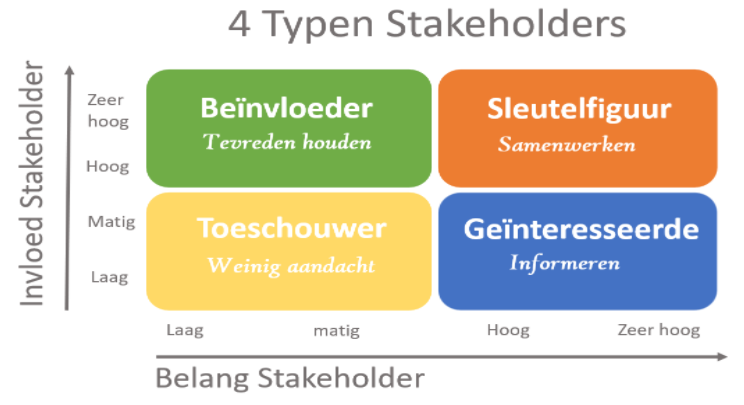 4 Typen Stakeholders
Invloed Stakeholder
Zeer
hoog
Hoog
Matig
Laag
Beïnvloeder
Tevreden houden
Sleutelfiguur
Samenwerken
Toeschouwer
Weinig aandacht
Geïnteresseerde
Informeren
Laag
matig
Hoog
Zeer hoog
Belang Stakeholder